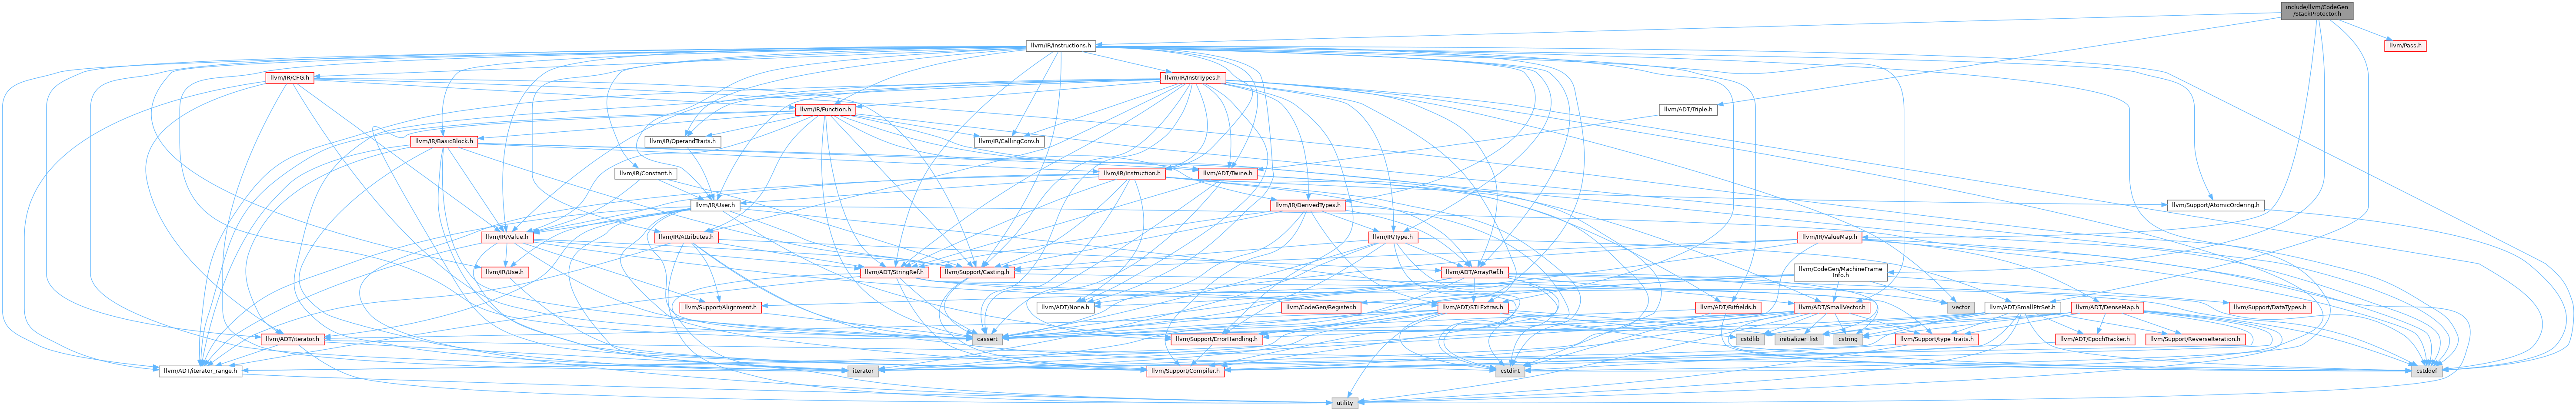 include/llvm/CodeGen
/StackProtector.h
llvm/IR/Instructions.h
llvm/Pass.h
llvm/IR/CFG.h
llvm/IR/InstrTypes.h
llvm/IR/Function.h
llvm/ADT/Triple.h
llvm/IR/BasicBlock.h
llvm/IR/OperandTraits.h
llvm/IR/CallingConv.h
llvm/IR/Constant.h
llvm/IR/Instruction.h
llvm/ADT/Twine.h
llvm/IR/User.h
llvm/IR/DerivedTypes.h
llvm/Support/AtomicOrdering.h
llvm/IR/Value.h
llvm/IR/Attributes.h
llvm/IR/Type.h
llvm/IR/ValueMap.h
llvm/IR/Use.h
llvm/ADT/StringRef.h
llvm/Support/Casting.h
llvm/ADT/ArrayRef.h
llvm/CodeGen/MachineFrame
Info.h
llvm/Support/Alignment.h
llvm/ADT/None.h
llvm/CodeGen/Register.h
llvm/ADT/STLExtras.h
llvm/ADT/Bitfields.h
llvm/ADT/SmallVector.h
vector
llvm/ADT/SmallPtrSet.h
llvm/ADT/DenseMap.h
llvm/Support/DataTypes.h
llvm/ADT/iterator.h
cassert
llvm/Support/ErrorHandling.h
cstdlib
initializer_list
cstring
llvm/Support/type_traits.h
llvm/ADT/EpochTracker.h
llvm/Support/ReverseIteration.h
llvm/ADT/iterator_range.h
iterator
llvm/Support/Compiler.h
cstdint
cstddef
utility